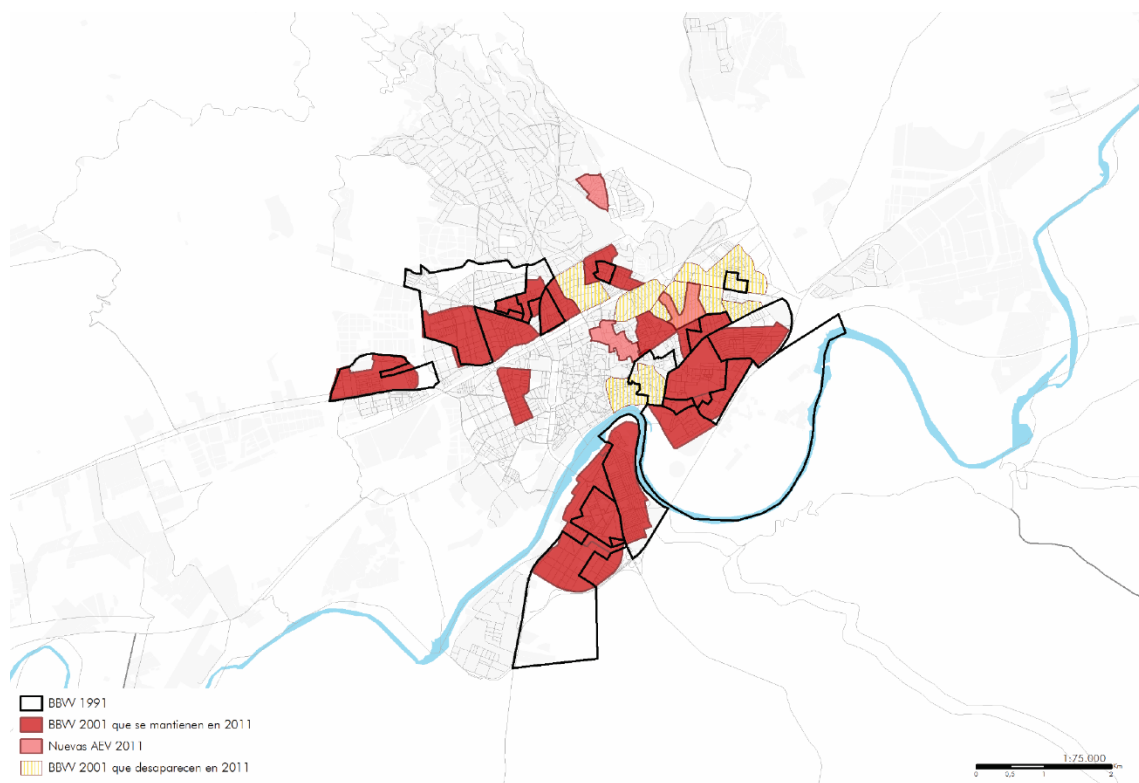 BBVV 1991
BBVV 2001 que se mantienen en 2011
Nuevas AEV 2011
BBVV 2001 que desaparecen en 2011
1:75.000
Km
0 0,5 1 2